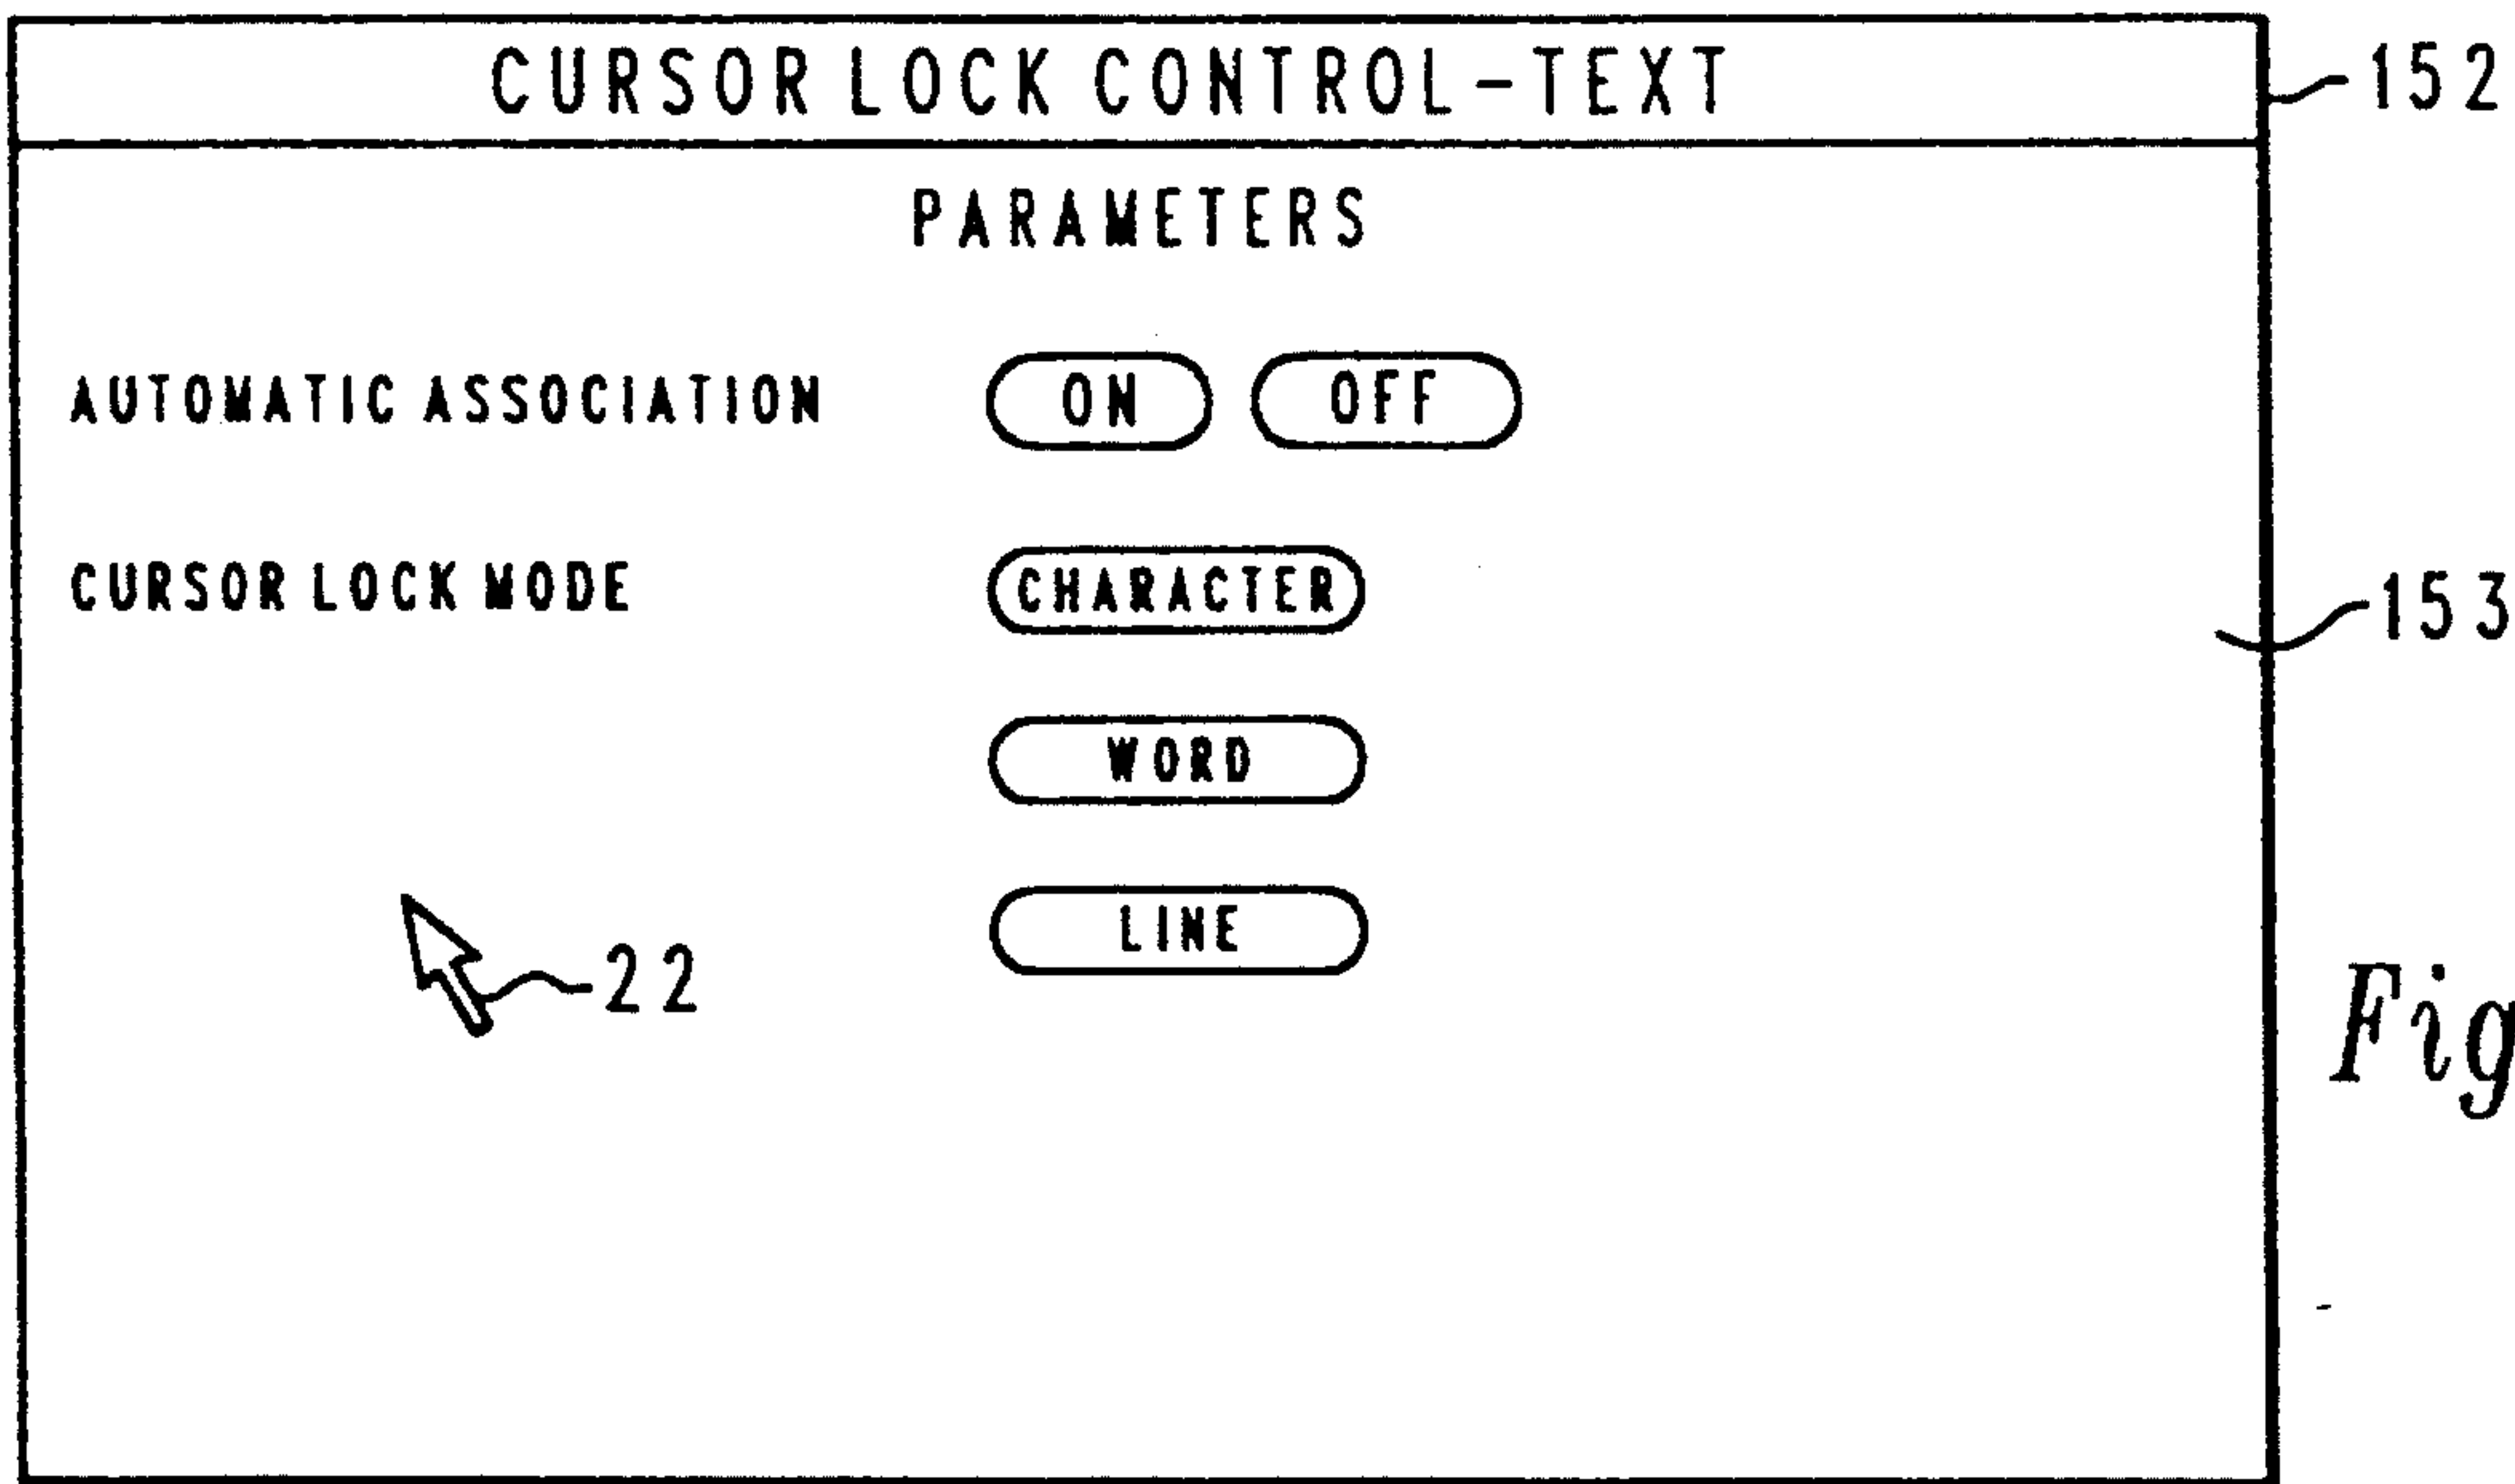 CURSOR LOCK CONTROL-TEXT 152
PARAMETERS
AUTOMATIC ASSOCIATION ON OFF
CURSOR LOCK MODE CHARACTER 153
WORD
LINE
22
Fig